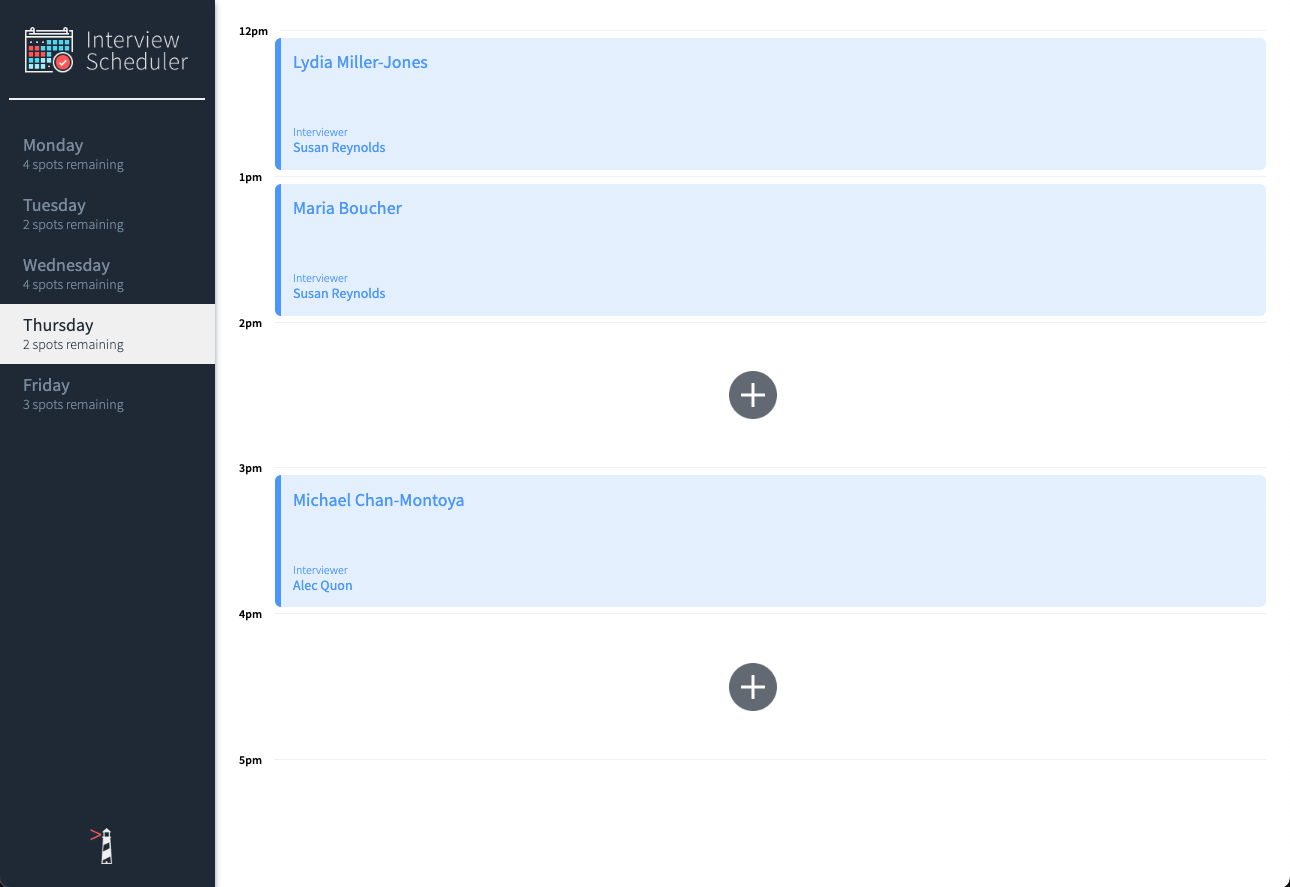 Interview
Scheduler
Monday
4 spots remaining
Tuesday
2 spots remaining
Wednesday
4 spots remaining
Thursday
2 spots remaining
Friday
3 spots remaining
12pm
Lydia Miller-Jones
Interviewer
Susan Reynolds
1pm
Maria Boucher
Interviewer
Susan Reynolds
2pm
3pm
Michael Chan-Montoya
Interviewer
Alec Quon
4pm
5pm